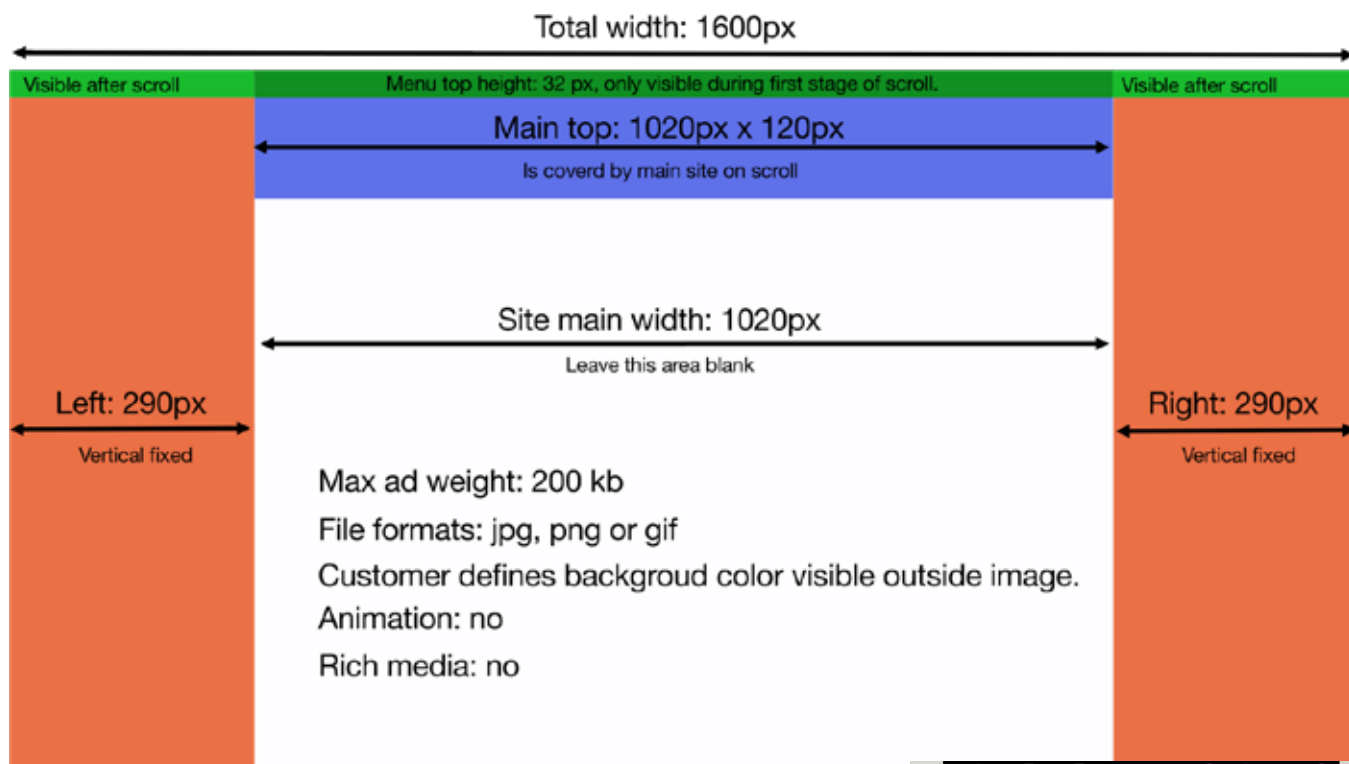 Total width: 1600px
Visible after scroll
Menu top height: 32 px, only visible during first stage of scroll.
Visible after scroll
Main top: 1020px x 120px
Is coverd by main site on scroll
Site main width: 1020px
Leave this area blank
Left: 290px
Vertical fixed
Right: 290px
Vertical fixed
Max ad weight: 200 kb
File formats: jpg, png or gif
Customer defines backgroud color visible outside image.
Animation: no
Rich media: no